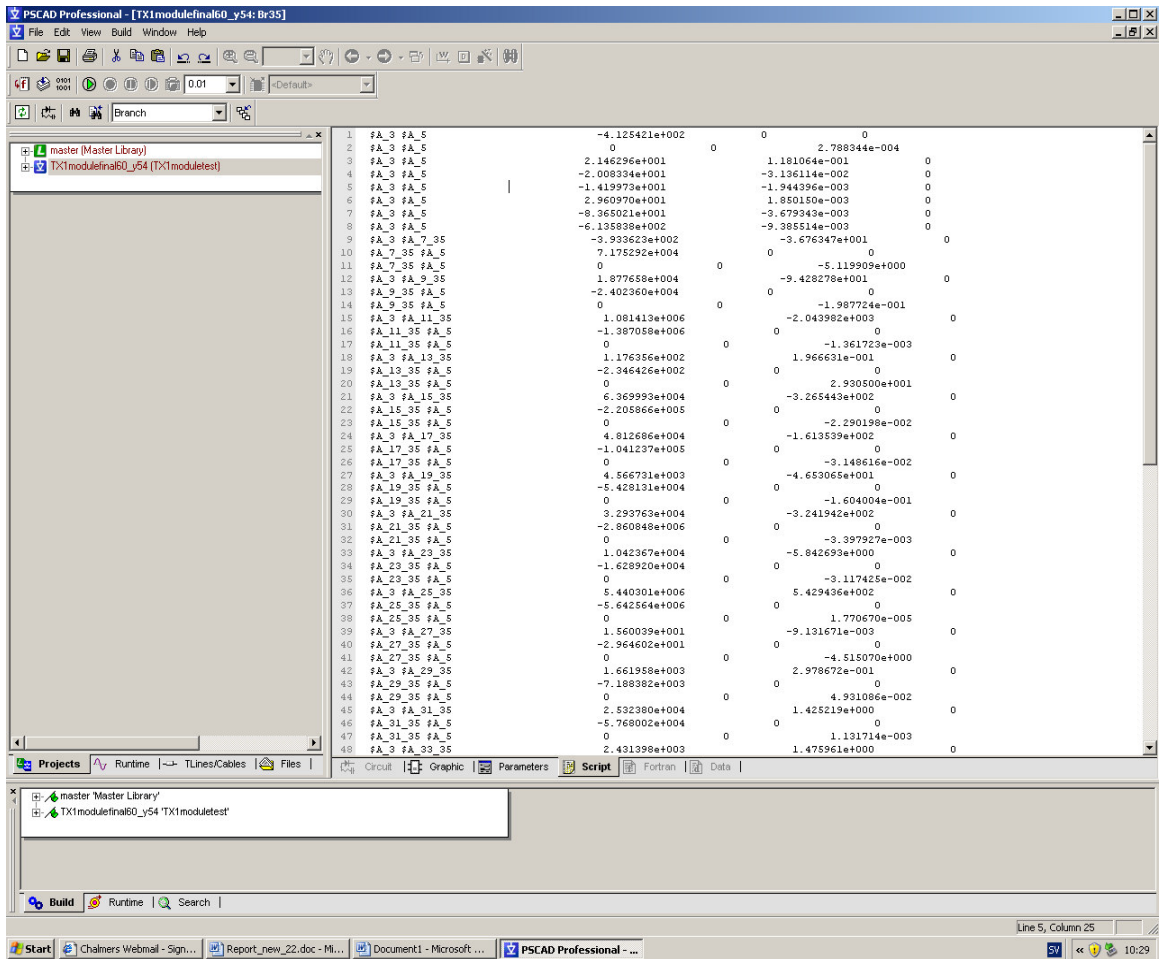 PSCAD Professional - [TX1modulefinal60_y54: Br35]
File Edit View Build Window Help
0.01 <Default>
Branch
master (Master Library)
TX1modulefinal60_y54 (TX1moduletest)
1 $A_3 $A_5 -4.125421e+002 0 0
2 $A_3 $A_5 0 0 2.788344e-004
3 $A_3 $A_5 2.146296e+001 1.181064e-001 0
4 $A_3 $A_5 -2.008334e+001 -3.136114e-002 0
5 $A_3 $A_5 -1.419973e+001 -1.944396e-003 0
6 $A_3 $A_5 2.960970e+001 1.850150e-003 0
7 $A_3 $A_5 -8.365021e+001 -3.679343e-003 0
8 $A_3 $A_5 -6.135838e+002 -9.385514e-003 0
9 $A_3 $A_7_35 -3.933623e+002 -3.676347e+001 0
10 $A_7_35 $A_5 7.175292e+004 0 0
11 $A_7_35 $A_5 0 0 -5.119909e+000
12 $A_3 $A_9_35 1.877658e+004 -9.428278e+001 0
13 $A_9_35 $A_5 -2.402360e+004 0 0
14 $A_9_35 $A_5 0 0 -1.987724e-001
15 $A_3 $A_11_35 1.081413e+006 -2.043982e+003 0
16 $A_11_35 $A_5 -1.387058e+006 0 0
17 $A_11_35 $A_5 0 0 -1.361723e-003
18 $A_3 $A_13_35 1.176356e+002 1.966631e-001 0
19 $A_13_35 $A_5 -2.346426e+002 0 0
20 $A_13_35 $A_5 0 0 2.930500e+001
21 $A_3 $A_15_35 6.369993e+004 -3.265443e+002 0
22 $A_15_35 $A_5 -2.205866e+005 0 0
23 $A_15_35 $A_5 0 0 -2.290198e-002
24 $A_3 $A_17_35 4.812686e+004 -1.613539e+002 0
25 $A_17_35 $A_5 -1.041237e+005 0 0
26 $A_17_35 $A_5 0 0 -3.148616e-002
27 $A_3 $A_19_35 4.566731e+003 -4.653065e+001 0
28 $A_19_35 $A_5 -5.428131e+004 0 0
29 $A_19_35 $A_5 0 0 -1.604004e-001
30 $A_3 $A_21_35 3.293763e+004 -3.241942e+002 0
31 $A_21_35 $A_5 -2.860848e+006 0 0
32 $A_21_35 $A_5 0 0 -3.397927e-003
33 $A_3 $A_23_35 1.042367e+004 -5.842693e+000 0
34 $A_23_35 $A_5 -1.628920e+004 0 0
35 $A_23_35 $A_5 0 0 -3.117425e-002
36 $A_3 $A_25_35 5.440301e+006 5.429436e+002 0
37 $A_25_35 $A_5 -5.642564e+006 0 0
38 $A_25_35 $A_5 0 0 1.770670e-005
39 $A_3 $A_27_35 1.560039e+001 -9.131671e-003 0
40 $A_27_35 $A_5 -2.964602e+001 0 0
41 $A_27_35 $A_5 0 0 -4.515070e+000
42 $A_3 $A_29_35 1.661958e+003 2.978672e-001 0
43 $A_29_35 $A_5 -7.188382e+003 0 0
44 $A_29_35 $A_5 0 0 4.931086e-002
45 $A_3 $A_31_35 2.532380e+004 1.425219e+000 0
46 $A_31_35 $A_5 -5.768002e+004 0 0
47 $A_31_35 $A_5 0 0 1.131714e-003
48 $A_3 $A_33_35 2.431398e+003 1.475961e+000 0
Projects Runtime TLines/Cables Files
Circuit Graphic Parameters Script Fortran Data
master 'Master Library'
TX1modulefinal60_y54 'TX1moduletest'
Build Runtime Search
Line 5, Column 25
Start Chalmers Webmail - Sign... Report_new_22.doc - Mi... Document1 - Microsoft ... PSCAD Professional - ... SV « 10:29